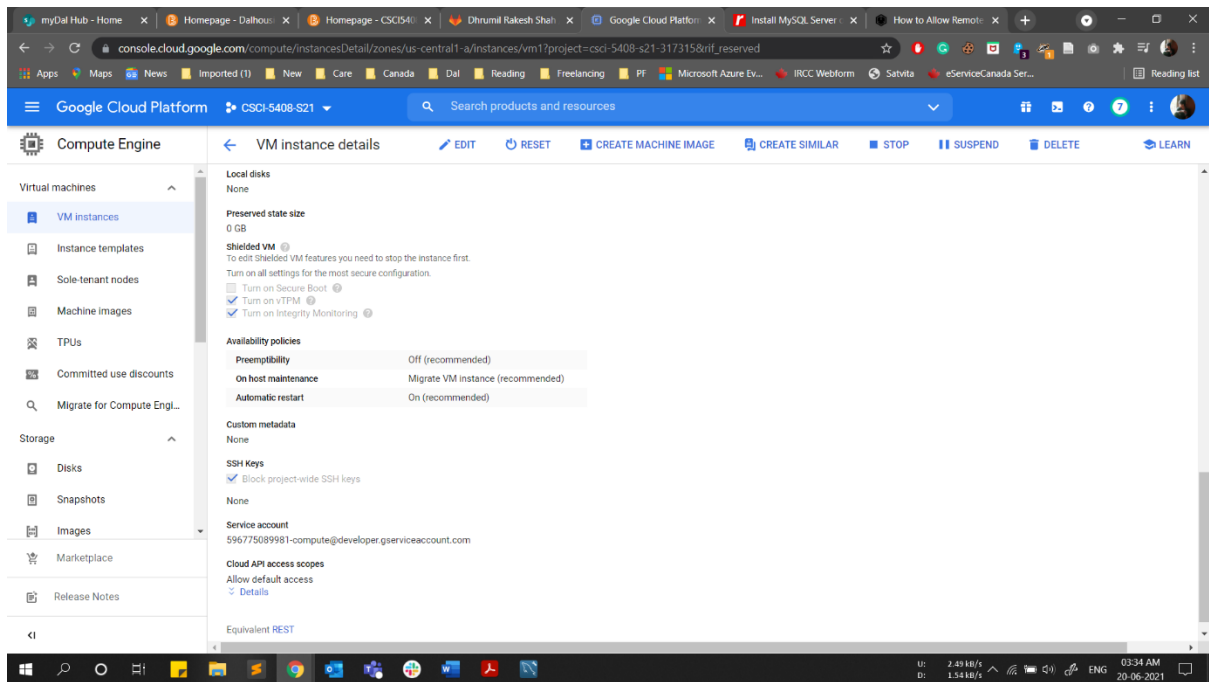 myDal Hub - Home
Homepage - Dalhous
Homepage - CSCI540
Dhrumil Rakesh Shah
Google Cloud Platform
Install MySQL Server
How to Allow Remote
console.cloud.google.com/compute/instancesDetail/zones/us-central1-a/instances/vm1?project=csci-5408-s21-317315&rif_reserved
Apps Maps News Imported (1) New Care Canada Dal Reading Freelancing PF Microsoft Azure Ev... IRCC Webform Satvita eServiceCanada Ser... Reading list
Google Cloud Platform CSCI-5408-S21 Search products and resources 7
Compute Engine
VM instance details EDIT RESET CREATE MACHINE IMAGE CREATE SIMILAR STOP SUSPEND DELETE LEARN
Virtual machines
VM instances
Instance templates
Sole-tenant nodes
Machine images
TPUs
Committed use discounts
Migrate for Compute Engi...
Storage
Disks
Snapshots
Images
Marketplace
Release Notes
Local disks
None
Preserved state size
0 GB
Shielded VM
To edit Shielded VM features you need to stop the instance first.
Turn on all settings for the most secure configuration.
Turn on Secure Boot
Turn on vTPM
Turn on Integrity Monitoring
Availability policies
Preemptibility Off (recommended)
On host maintenance Migrate VM instance (recommended)
Automatic restart On (recommended)
Custom metadata
None
SSH Keys
Block project-wide SSH keys
None
Service account
596775089981-compute@developer.gserviceaccount.com
Cloud API access scopes
Allow default access
Details
Equivalent REST
U: 2.49 kB/s
D: 1.54 kB/s
ENG
03:34 AM
20-06-2021